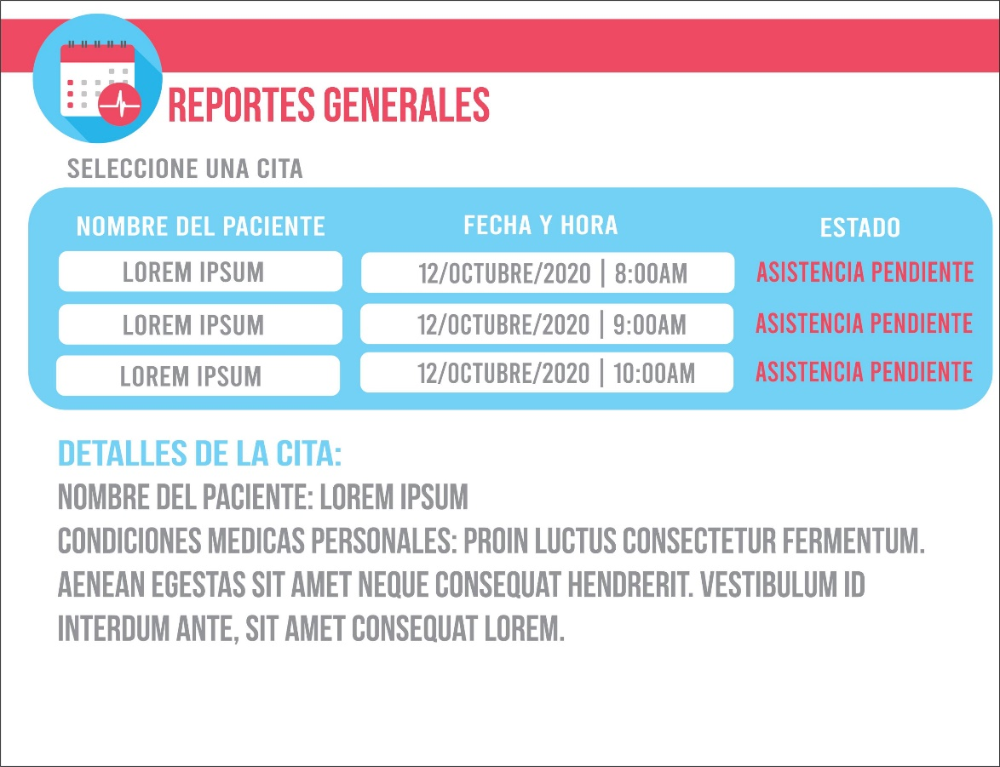 REPORTES GENERALES
SELECCIONE UNA CITA
NOMBRE DEL PACIENTE FECHA Y HORA ESTADO
LOREM IPSUM 12/OCTUBRE/2020 | 8:00AM ASISTENCIA PENDIENTE
LOREM IPSUM 12/OCTUBRE/2020 | 9:00AM ASISTENCIA PENDIENTE
LOREM IPSUM 12/OCTUBRE/2020 | 10:00AM ASISTENCIA PENDIENTE
DETALLES DE LA CITA:
NOMBRE DEL PACIENTE: LOREM IPSUM
CONDICIONES MEDICAS PERSONALES: PROIN LUCTUS CONSECTETUR FERMENTUM.
AENEAN EGESTAS SIT AMET NEQUE CONSEQUAT HENDRERIT. VESTIBULUM ID
INTERDUM ANTE, SIT AMET CONSEQUAT LOREM.